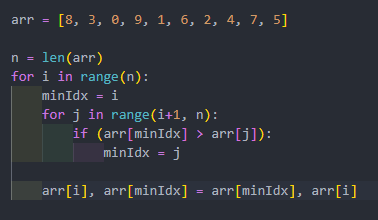 arr = [8, 3, 0, 9, 1, 6, 2, 4, 7, 5]
n = len(arr)
for i in range(n):
    minIdx = i
    for j in range(i+1, n):
        if (arr[minIdx] > arr[j]):
            minIdx = j
    arr[i], arr[minIdx] = arr[minIdx], arr[i]